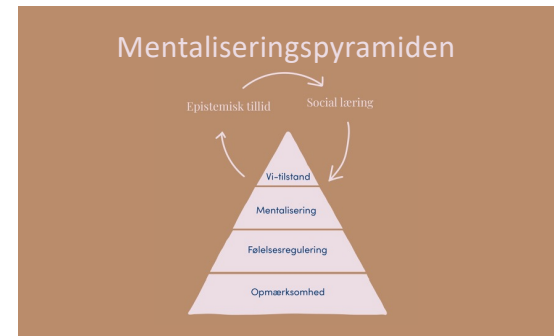 Mentaliseringspyramiden
Epistemisk tillid
Social læring
Vi-tilstand
Mentalisering
Følelsesregulering
Opmærksomhed